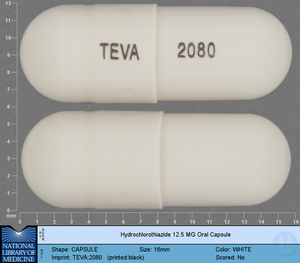 TEVA 2080
mm
Hydrochlorothiazide 12.5 MG Oral Capsule
NATIONAL
LIBRARY OF
MEDICINE
Shape: CAPSULE Size: 16mm Color: WHITE
Imprint: TEVA;2080 (printed:black) Scored: No